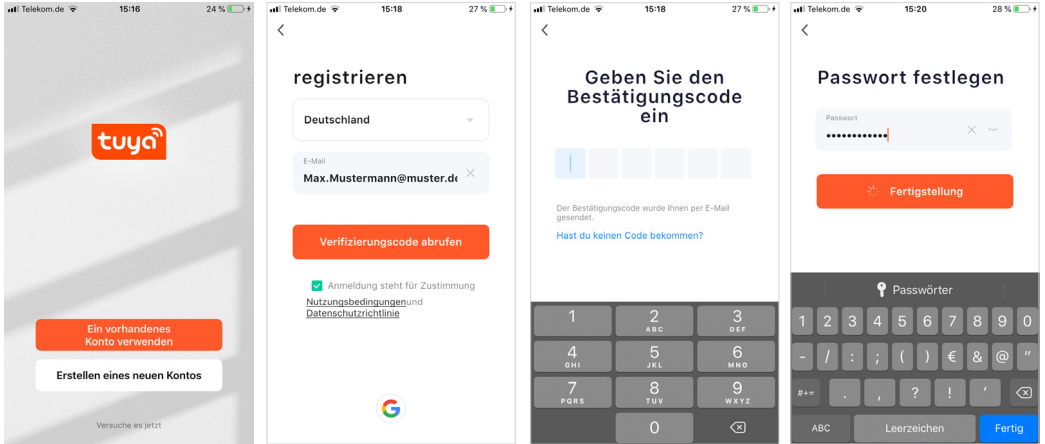 Telekom.de 15:16 24 %
tuya
Ein vorhandenes
Konto verwenden
Erstellen eines neuen Kontos
Versuche es jetzt
Telekom.de 15:18 27 %
registrieren
Deutschland
E-Mail
Max.Mustermann@muster.de
Verifizierungscode abrufen
Anmeldung steht für Zustimmung
Nutzungsbedingungenund
Datenschutzrichtlinie
G
Telekom.de 15:18 27 %
Geben Sie den
Bestätigungscode
ein
Der Bestätigungscode wurde Ihnen per E-Mail
gesendet.
Hast du keinen Code bekommen?
1 2 3
ABC DEF
4 5 6
GHI JKL MNO
7 8 9
PQRS TUV WXYZ
0
Telekom.de 15:20 28 %
Passwort festlegen
Passwort
••••••••••••
Fertigstellung
Passwörter
1 2 3 4 5 6 7 8 9 0
- / : ; ( ) € & @ "
#+= . , ? ! '
ABC Leerzeichen Fertig